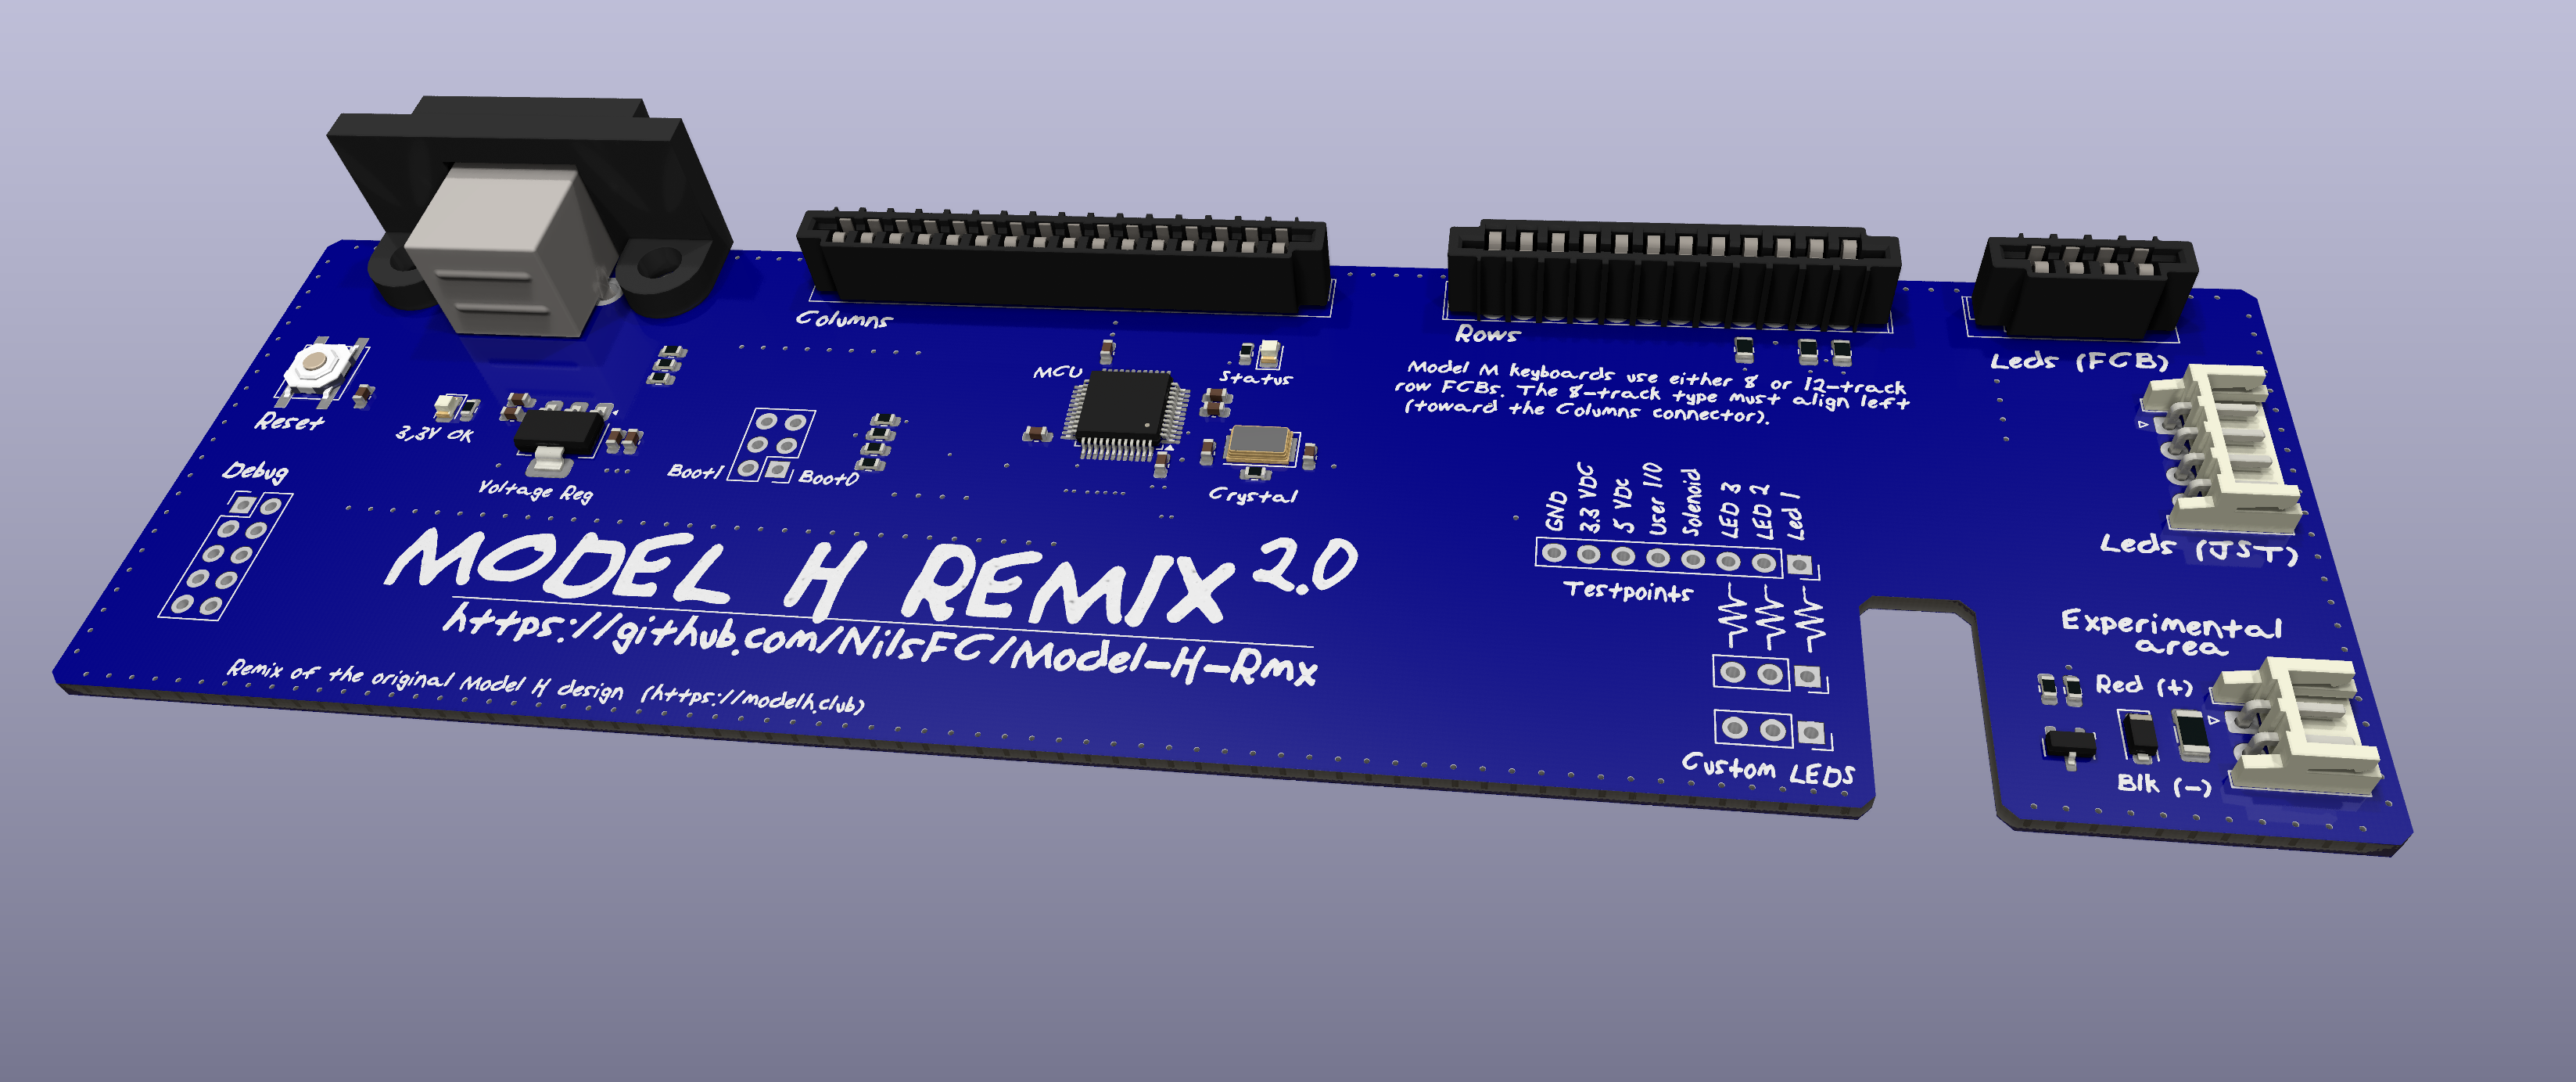 Columns
Rows
Leds (FCB)
Model M keyboards use either 8 or 12-track
row FCBs. The 8-track type must align left
(toward the Columns connector).
MCU
Status
Reset
3,3V OK
Voltage Reg
Boot1
Boot0
Crystal
Debug
GND
3.3 VDC
5 VDC
User I/O
Solenoid
LED 3
LED 2
Led 1
Testpoints
Leds (JST)
MODEL H REMIX 2.0
https://github.com/NilsFC/Model-H-Rmx
Remix of the original Model H design (https://modelh.club)
Custom LEDS
Experimental
area
Red (+)
Blk (-)